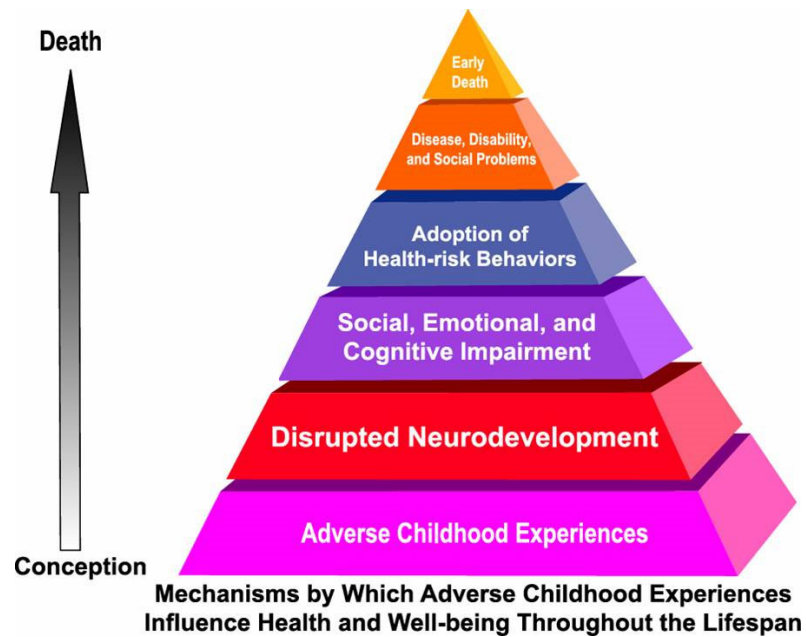 Death
Early
Death
Disease, Disability,
and Social Problems
Adoption of
Health-risk Behaviors
Social, Emotional, and
Cognitive Impairment
Disrupted Neurodevelopment
Adverse Childhood Experiences
Conception
Mechanisms by Which Adverse Childhood Experiences
Influence Health and Well-being Throughout the Lifespan